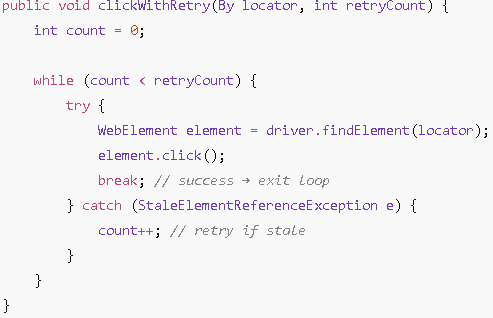 public void clickWithRetry(By locator, int retryCount) {
    int count = 0;

    while (count < retryCount) {
        try {
            WebElement element = driver.findElement(locator);
            element.click();
            break; // success → exit loop
        } catch (StaleElementReferenceException e) {
            count++; // retry if stale
        }
    }
}